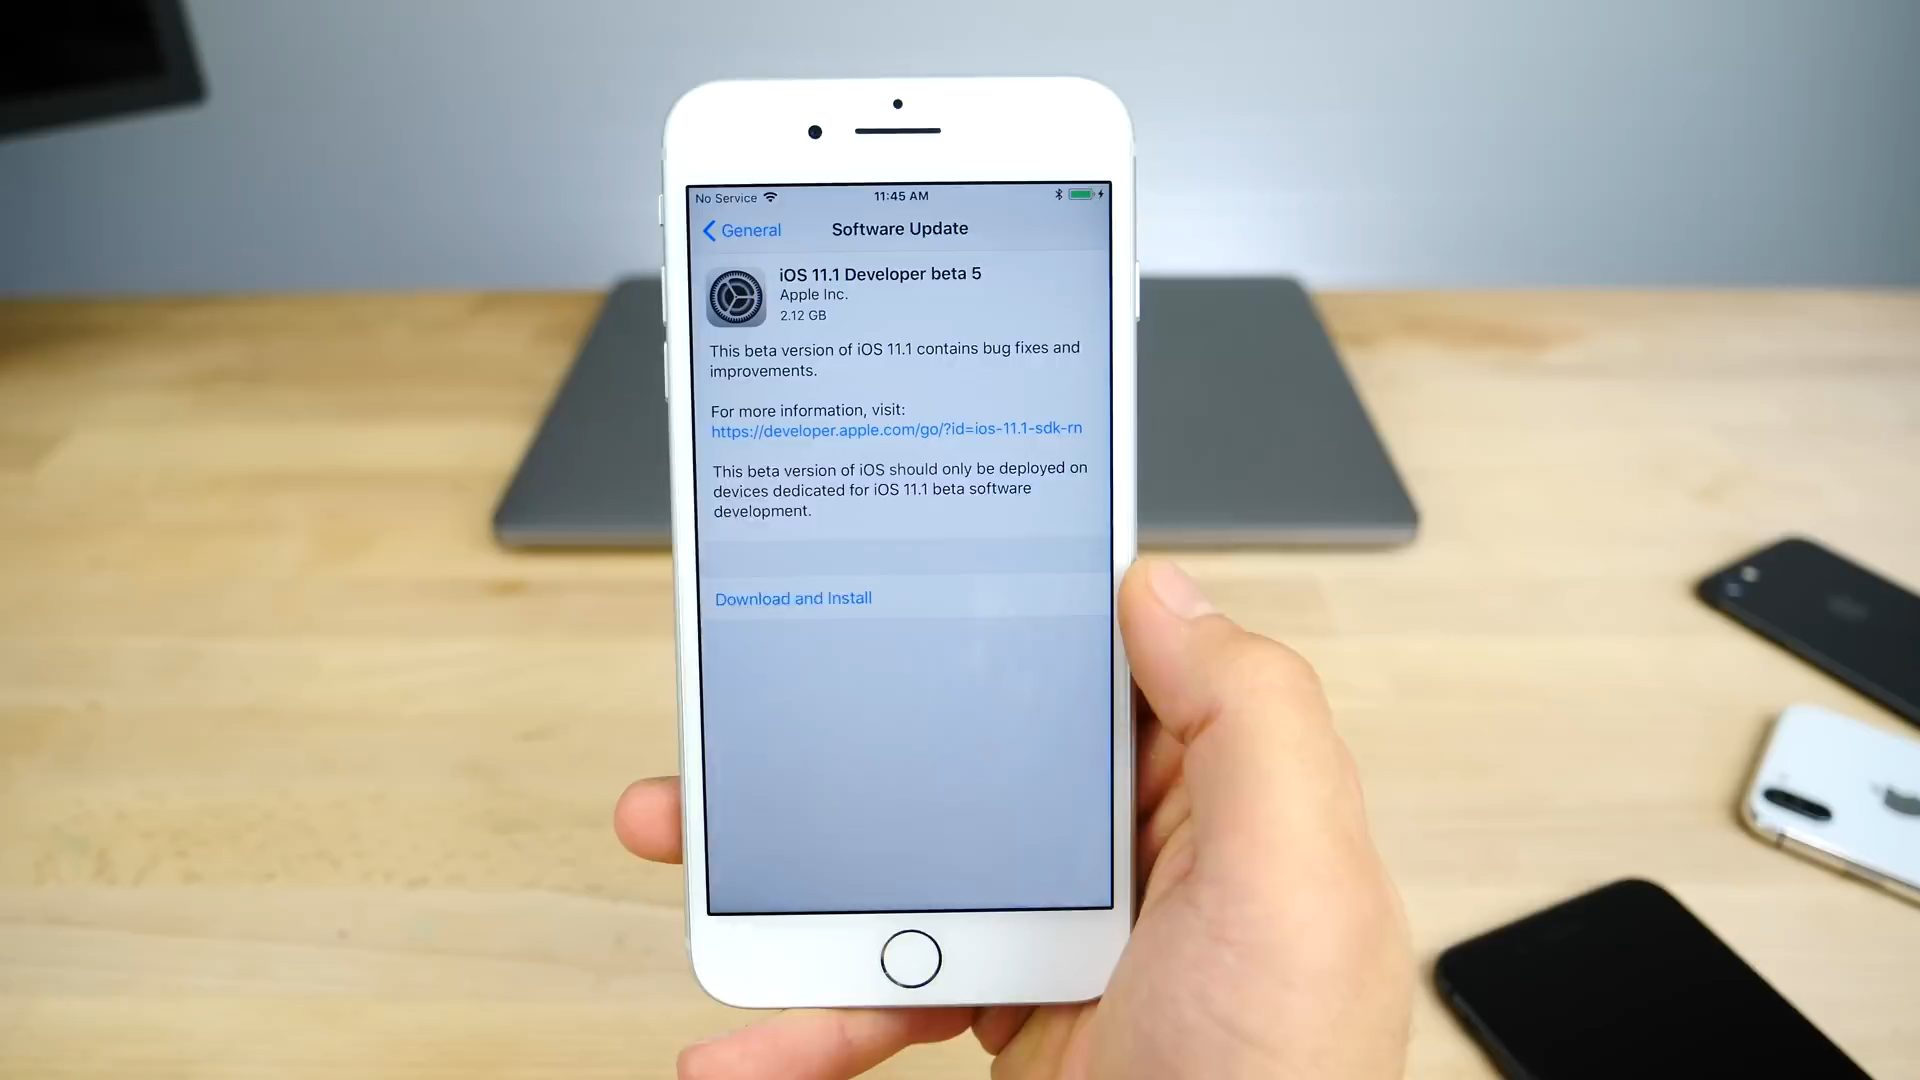 No Service
11:45 AM
General
Software Update
iOS 11.1 Developer beta 5
Apple Inc.
2.12 GB
This beta version of iOS 11.1 contains bug fixes and
improvements.
For more information, visit:
https://developer.apple.com/go/?id=ios-11.1-sdk-rn
This beta version of iOS should only be deployed on
devices dedicated for iOS 11.1 beta software
development.
Download and Install